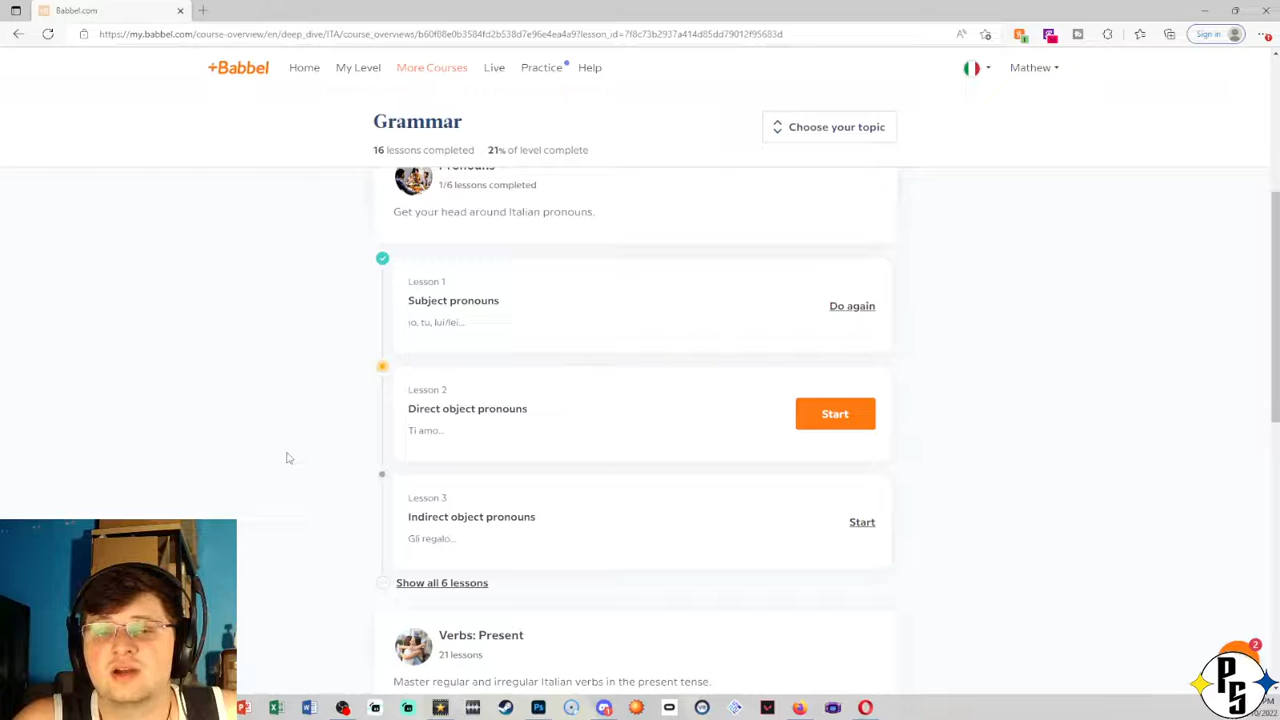 Babbel.com
https://my.babbel.com/course-overview/en/deep_dive/ITA/course_overviews/b60f88e0b3584fd2b538d7e96e4ea4a9?lesson_id=7f8c73b2937a414d85dd79012f95683d
Sign in
+Babbel Home My Level More Courses Live Practice Help Mathew
Grammar
Choose your topic
16 lessons completed 21% of level complete
Pronouns
1/6 lessons completed
Get your head around Italian pronouns.
Lesson 1
Subject pronouns
Do again
io, tu, lui/lei...
Lesson 2
Direct object pronouns
Start
Ti amo...
Lesson 3
Indirect object pronouns
Start
Gli regalo...
Show all 6 lessons
Verbs: Present
21 lessons
2
Master regular and irregular Italian verbs in the present tense.
PS